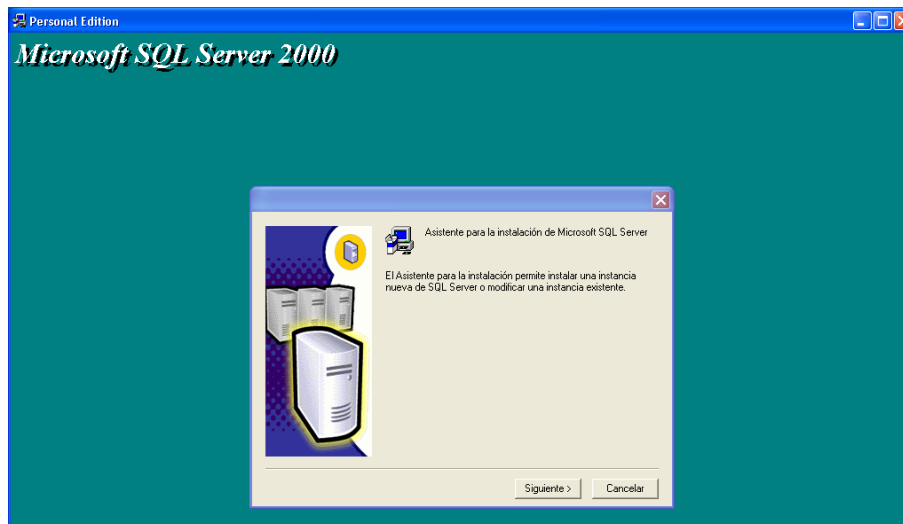 Personal Edition
Microsoft SQL Server 2000
Asistente para la instalación de Microsoft SQL Server
El Asistente para la instalación permite instalar una instancia
nueva de SQL Server o modificar una instancia existente.
Siguiente >
Cancelar